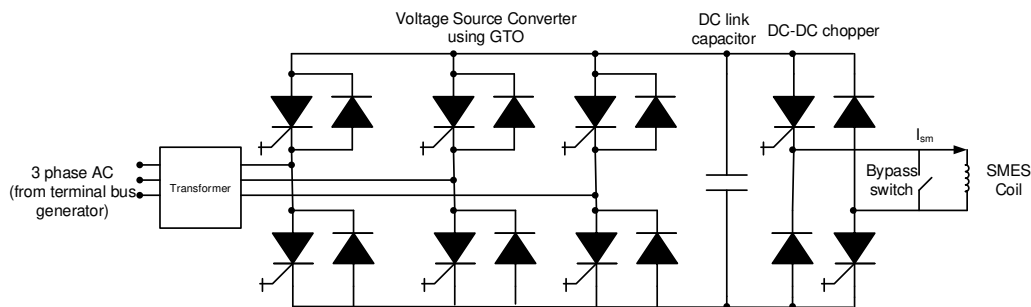 Voltage Source Converter
using GTO
DC link
capacitor
DC-DC chopper
3 phase AC
(from terminal bus
generator)
Transformer
Ism
Bypass
switch
SMES
Coil